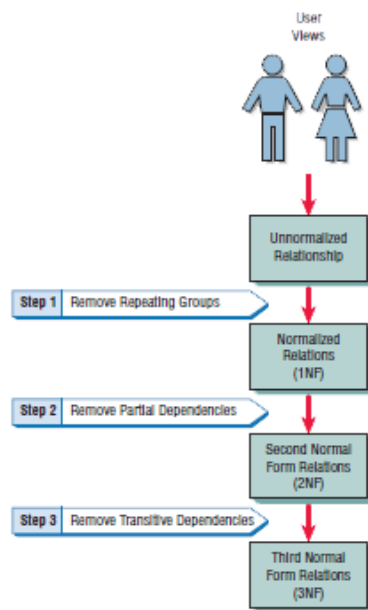 User
Views
Unnormalized
Relationship
Step 1 Remove Repeating Groups
Normalized
Relations
(1NF)
Step 2 Remove Partial Dependencies
Second Normal
Form Relations
(2NF)
Step 3 Remove Transitive Dependencies
Third Normal
Form Relations
(3NF)